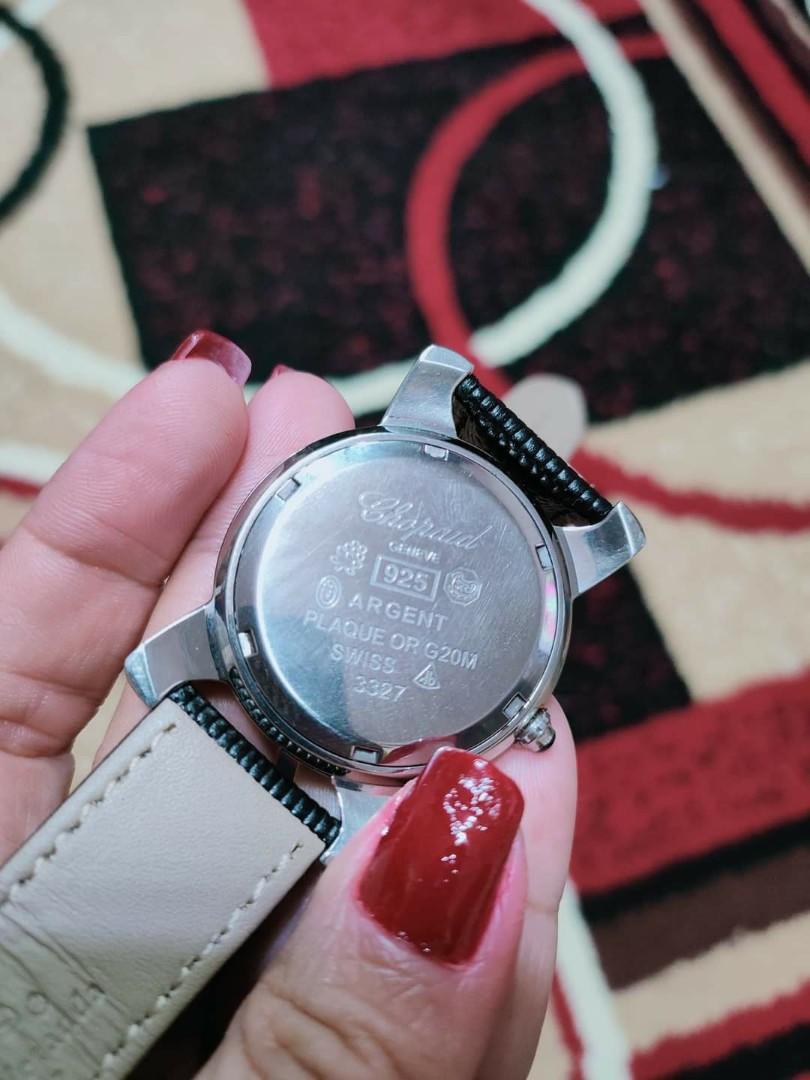 Chopard
GENEVE
925
ARGENT
PLAQUE OR G20M
SWISS
3327